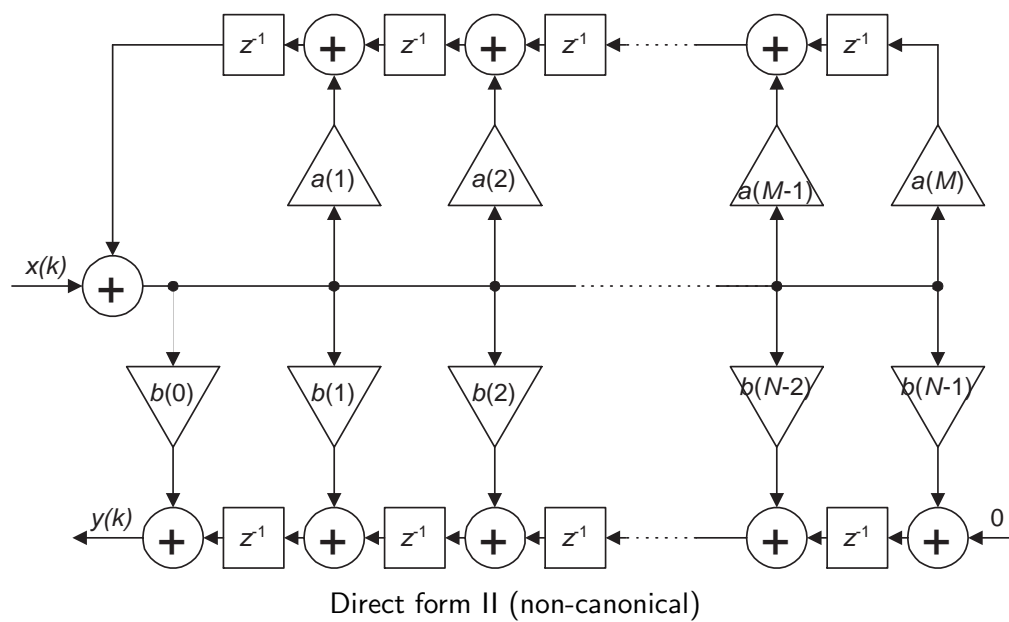 z-1 + z-1 + z-1 + z-1
a(1) a(2) a(M-1) a(M)
x(k)
+
b(0) b(1) b(2) b(N-2) b(N-1)
y(k) + z-1 + z-1 + z-1 + z-1 + 0
Direct form II (non-canonical)